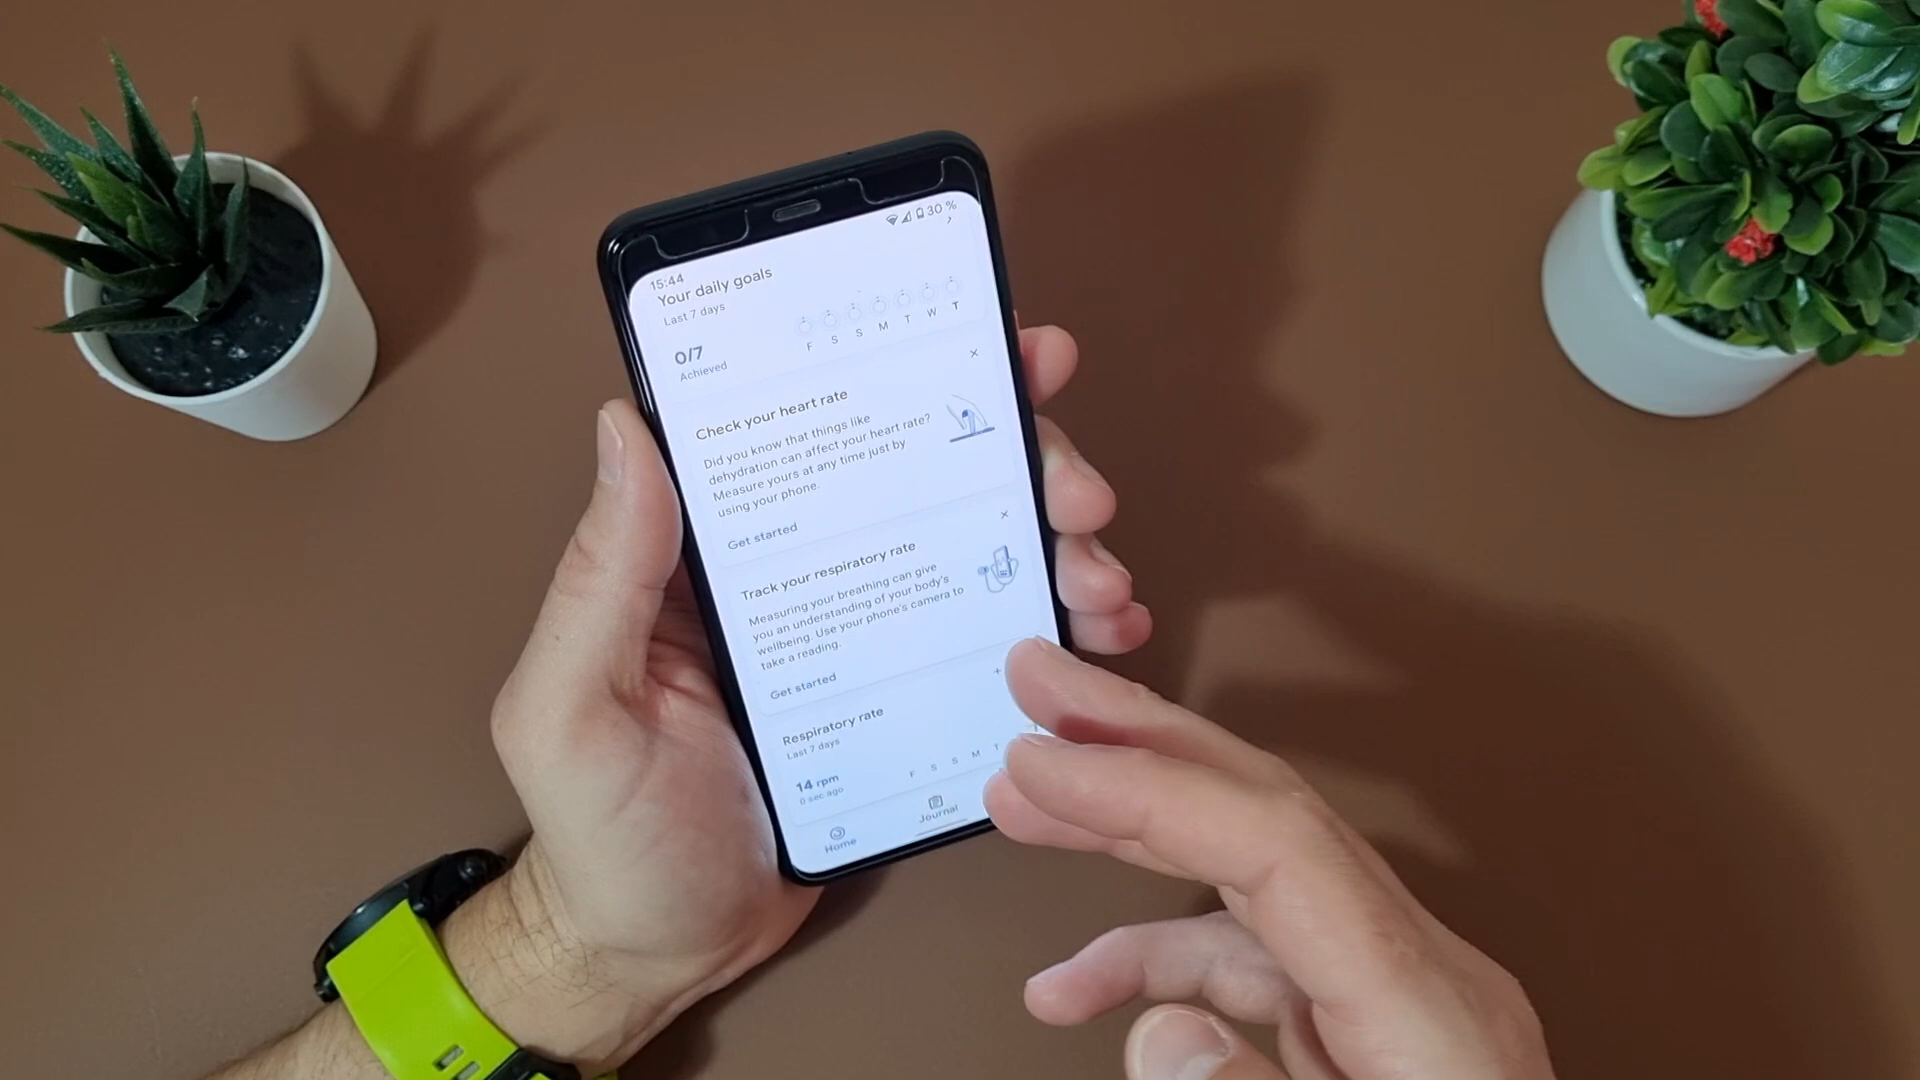 15:44
30 %
Your daily goals
Last 7 days
0/7
Achieved
F S S M T W T
Check your heart rate
Did you know that things like
dehydration can affect your heart rate?
Measure yours at any time just by
using your phone.
Get started
Track your respiratory rate
Measuring your breathing can give
you an understanding of your body's
wellbeing. Use your phone's camera to
take a reading.
Get started
Respiratory rate
Last 7 days
14 rpm
0 sec ago
F S S M T
Home
Journal